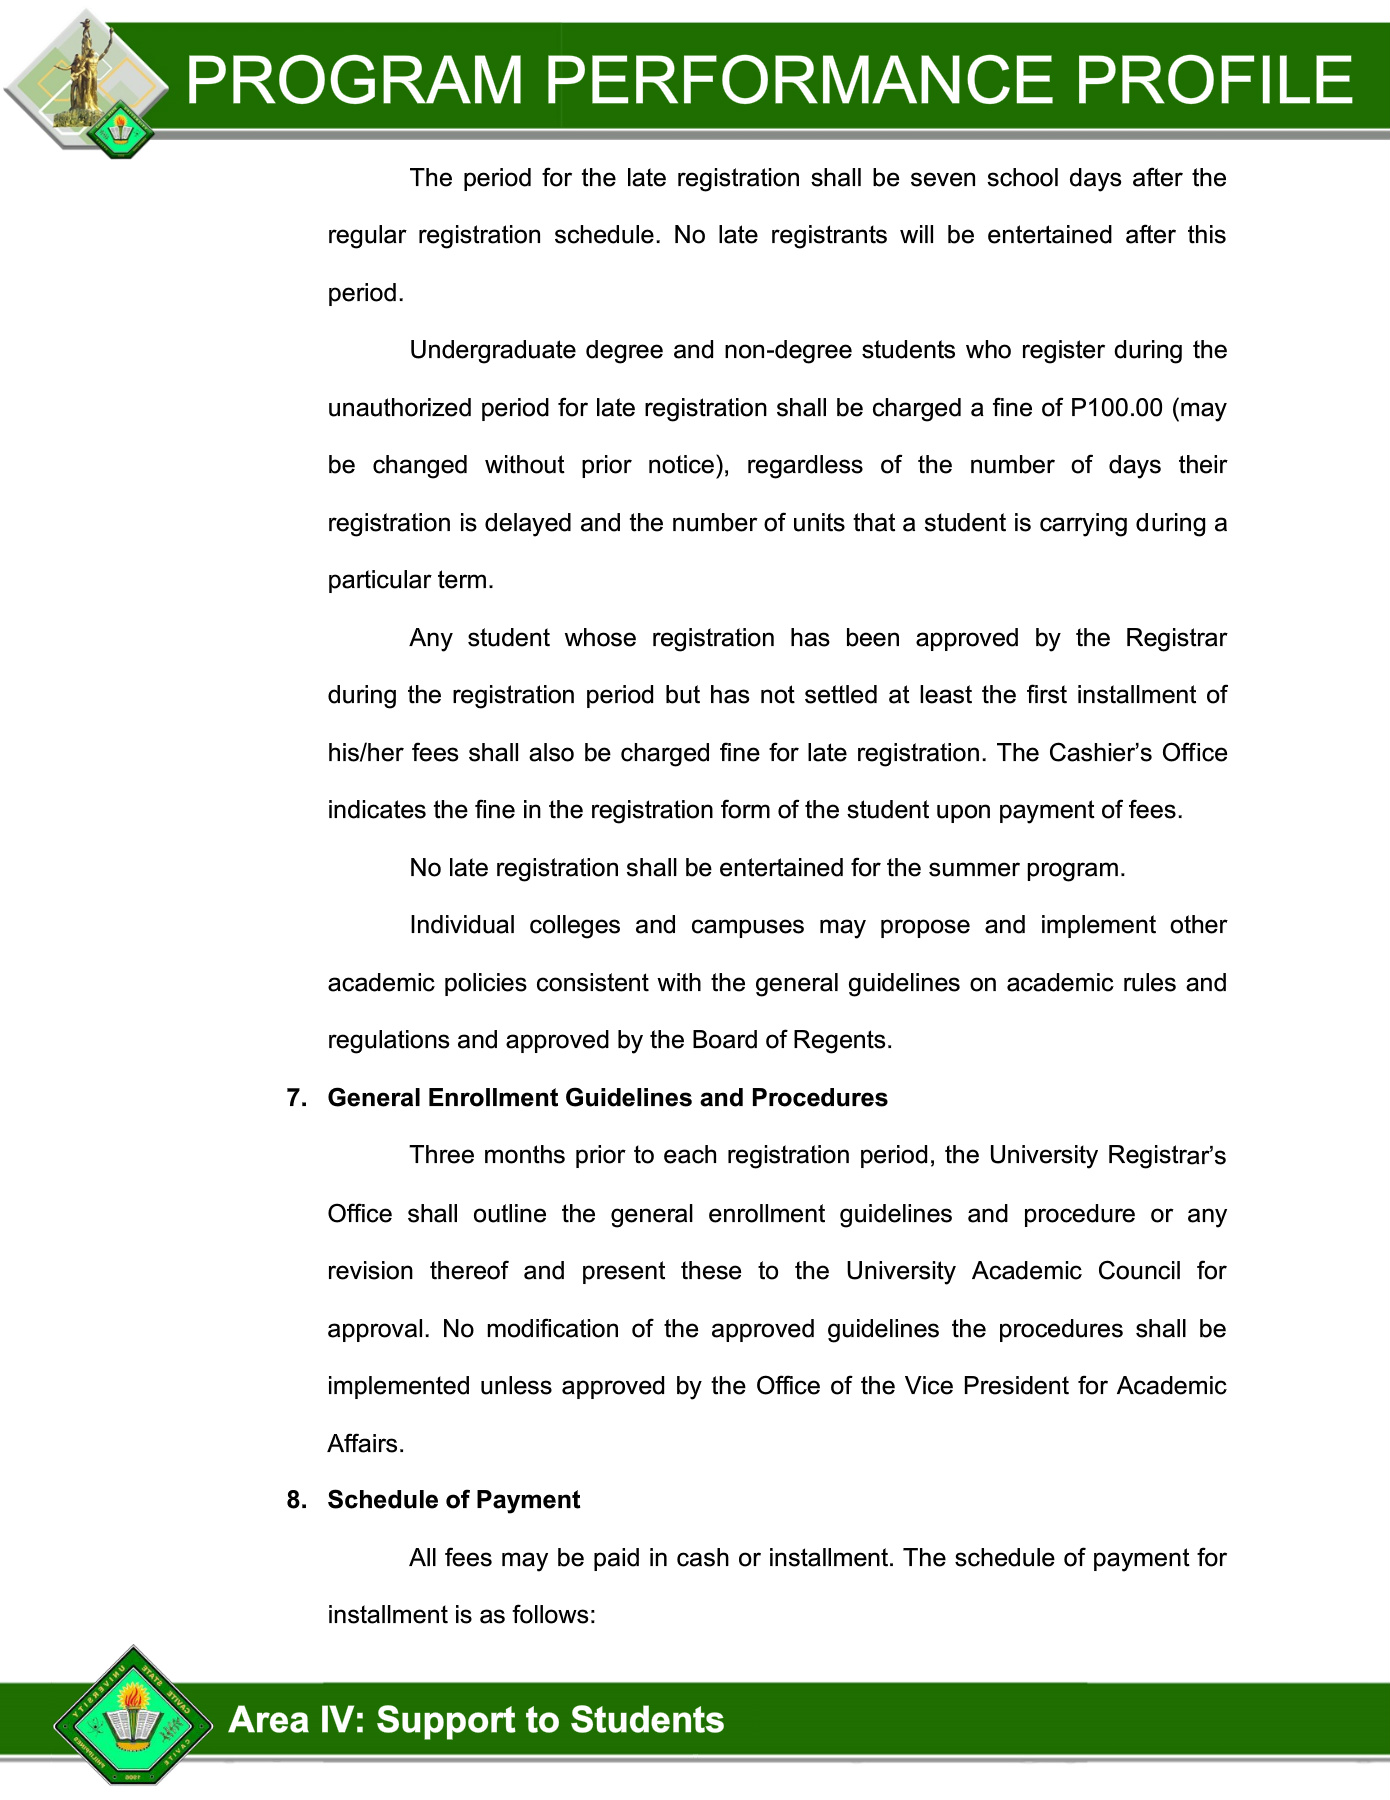 PROGRAM PERFORMANCE PROFILE
The period for the late registration shall be seven school days after the
regular registration schedule. No late registrants will be entertained after this
period.
Undergraduate degree and non-degree students who register during the
unauthorized period for late registration shall be charged a fine of P100.00 (may
be changed without prior notice), regardless of the number of days their
registration is delayed and the number of units that a student is carrying during a
particular term.
Any student whose registration has been approved by the Registrar
during the registration period but has not settled at least the first installment of
his/her fees shall also be charged fine for late registration. The Cashier’s Office
indicates the fine in the registration form of the student upon payment of fees.
No late registration shall be entertained for the summer program.
Individual colleges and campuses may propose and implement other
academic policies consistent with the general guidelines on academic rules and
regulations and approved by the Board of Regents.
7. General Enrollment Guidelines and Procedures
Three months prior to each registration period, the University Registrar’s
Office shall outline the general enrollment guidelines and procedure or any
revision thereof and present these to the University Academic Council for
approval. No modification of the approved guidelines the procedures shall be
implemented unless approved by the Office of the Vice President for Academic
Affairs.
8. Schedule of Payment
All fees may be paid in cash or installment. The schedule of payment for
installment is as follows:
CAVITE STATE UNIVERSITY
CAVITE
PHILIPPINES
Area IV: Support to Students